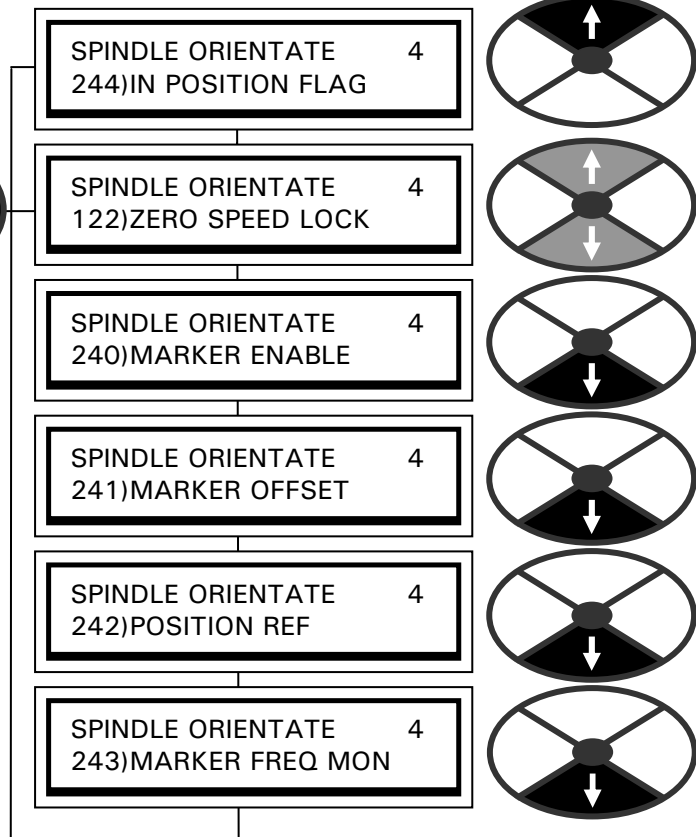 SPINDLE ORIENTATE 4
244)IN POSITION FLAG
SPINDLE ORIENTATE 4
122)ZERO SPEED LOCK
SPINDLE ORIENTATE 4
240)MARKER ENABLE
SPINDLE ORIENTATE 4
241)MARKER OFFSET
SPINDLE ORIENTATE 4
242)POSITION REF
SPINDLE ORIENTATE 4
243)MARKER FREQ MON